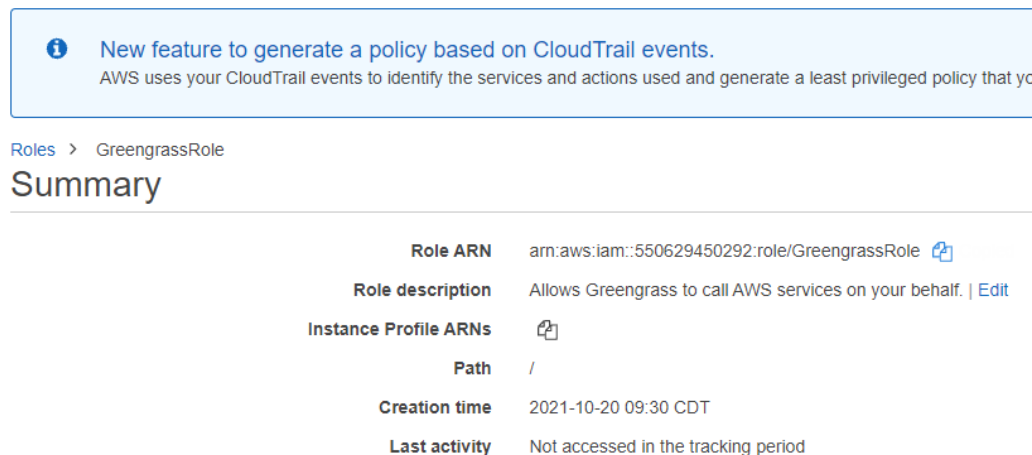 New feature to generate a policy based on CloudTrail events.
AWS uses your CloudTrail events to identify the services and actions used and generate a least privileged policy that
Roles > GreengrassRole
Summary
Role ARN arn:aws:iam::550629450292:role/GreengrassRole
Role description Allows Greengrass to call AWS services on your behalf. | Edit
Instance Profile ARNs
Path /
Creation time 2021-10-20 09:30 CDT
Last activity Not accessed in the tracking period